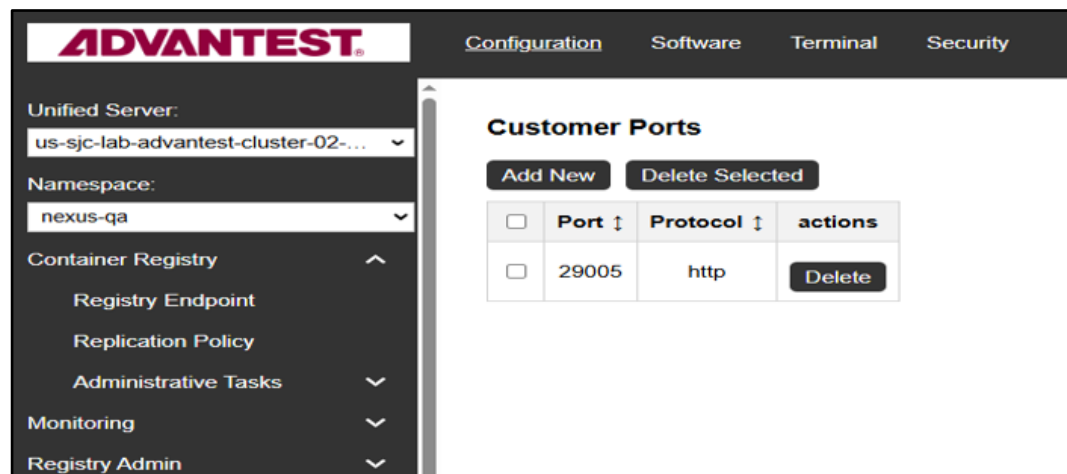 ADVANTEST®
Configuration Software Terminal Security
Unified Server:
us-sjc-lab-advantest-cluster-02-...
Namespace:
nexus-qa
Container Registry
Registry Endpoint
Replication Policy
Administrative Tasks
Monitoring
Registry Admin
Customer Ports
Add New Delete Selected
Port ↕ Protocol ↕ actions
29005 http Delete